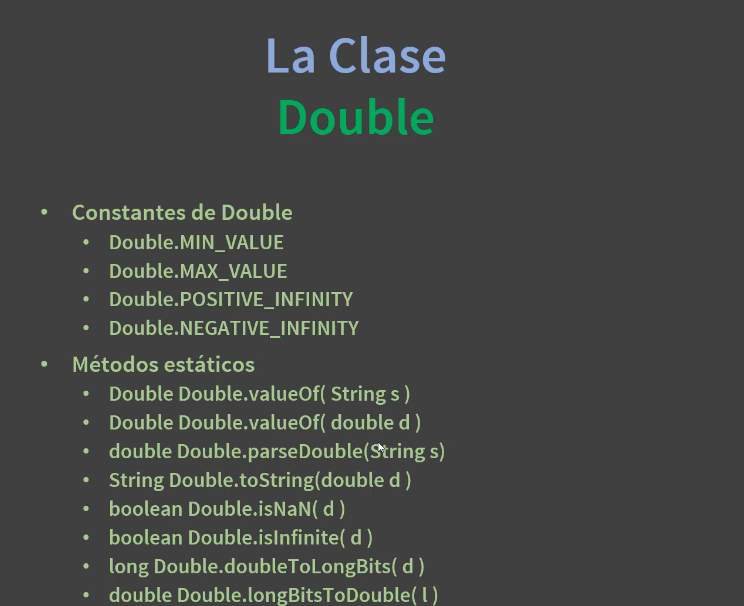 La Clase
Double
• Constantes de Double
• Double.MIN_VALUE
• Double.MAX_VALUE
• Double.POSITIVE_INFINITY
• Double.NEGATIVE_INFINITY
• Métodos estáticos
• Double Double.valueOf( String s )
• Double Double.valueOf( double d )
• double Double.parseDouble(String s)
• String Double.toString(double d )
• boolean Double.isNaN( d )
• boolean Double.isInfinite( d )
• long Double.doubleToLongBits( d )
• double Double.longBitsToDouble( l )